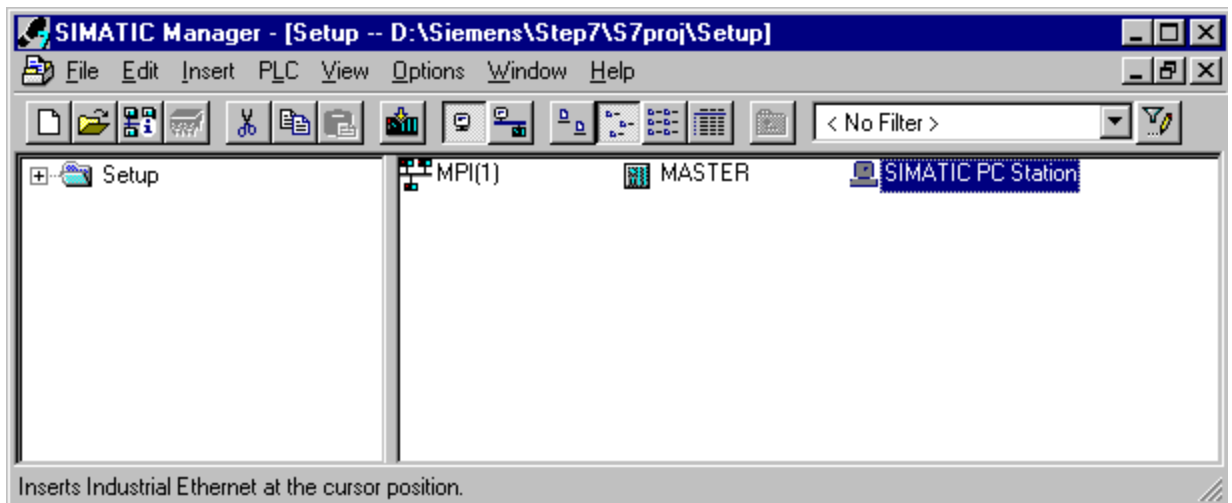 SIMATIC Manager - [Setup -- D:\Siemens\Step7\S7proj\Setup]
File Edit Insert PLC View Options Window Help
< No Filter >
Setup
MPI(1) MASTER SIMATIC PC Station
Inserts Industrial Ethernet at the cursor position.